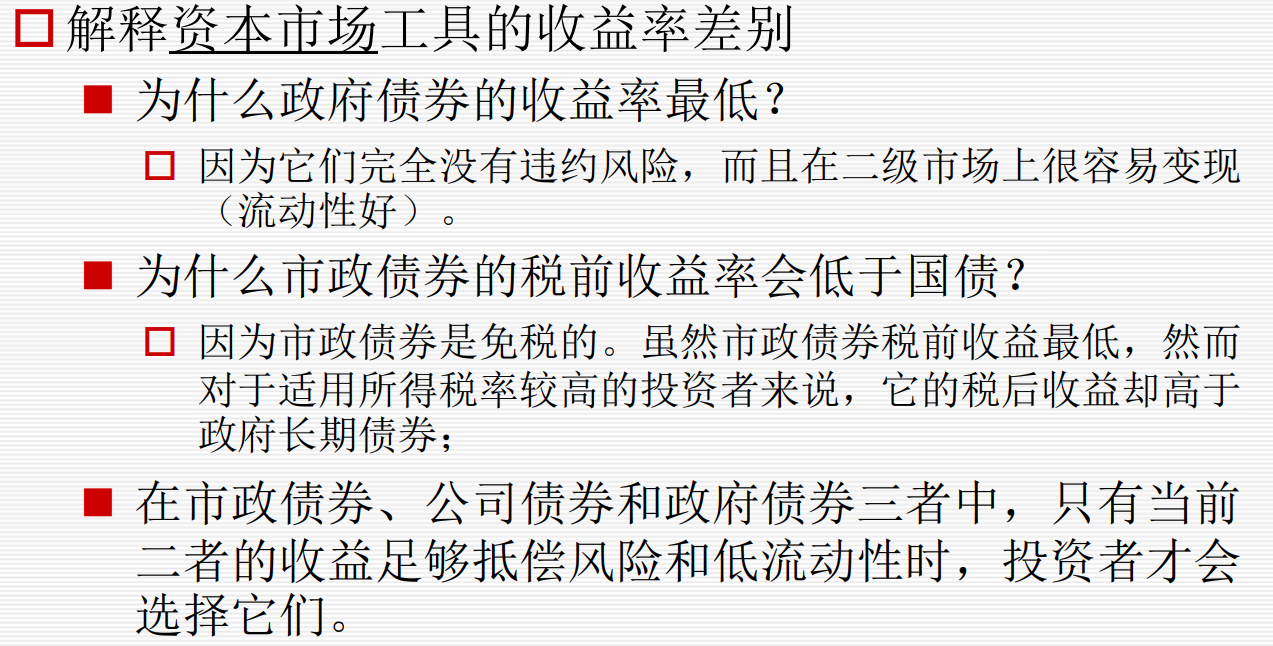 解释资本市场工具的收益率差别
为什么政府债券的收益率最低？
因为它们完全没有违约风险，而且在二级市场上很容易变现
（流动性好）。
为什么市政债券的税前收益率会低于国债？
因为市政债券是免税的。虽然市政债券税前收益最低，然而
对于适用所得税率较高的投资者来说，它的税后收益却高于
政府长期债券；
在市政债券、公司债券和政府债券三者中，只有当前
二者的收益足够抵偿风险和低流动性时，投资者才会
选择它们。